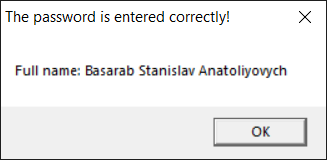 The password is entered correctly!
Full name: Basarab Stanislav Anatoliyovych
OK